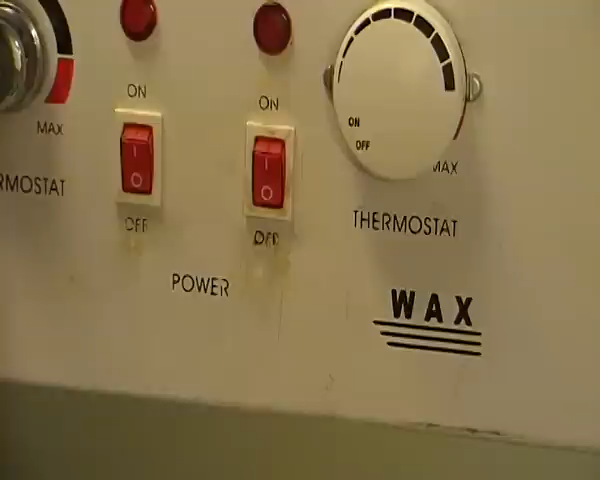 ON
ON
ON
OFF
MAX
MAX
RMOSTAT
THERMOSTAT
OFF
OFF
POWER
WAX